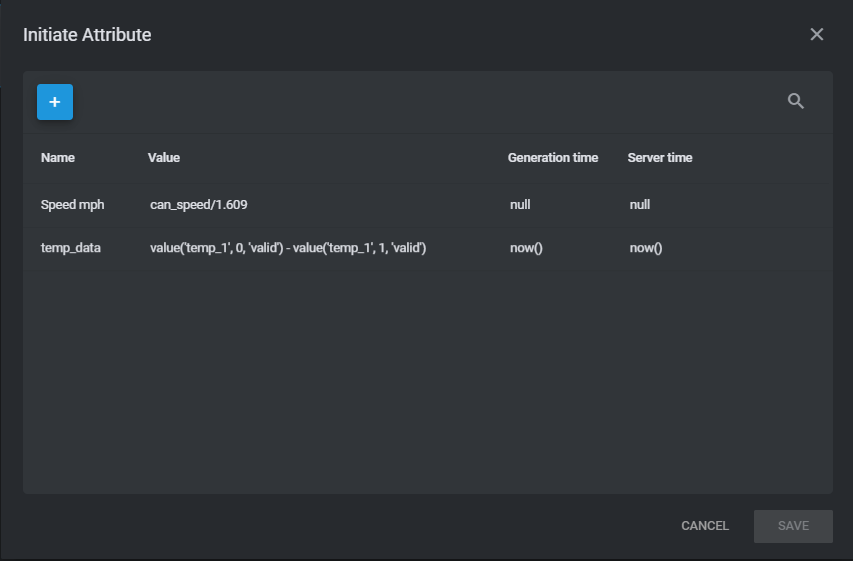 Initiate Attribute
Name Value Generation time Server time
Speed mph can_speed/1.609 null null
temp_data value('temp_1', 0, 'valid') - value('temp_1', 1, 'valid') now() now()
CANCEL SAVE